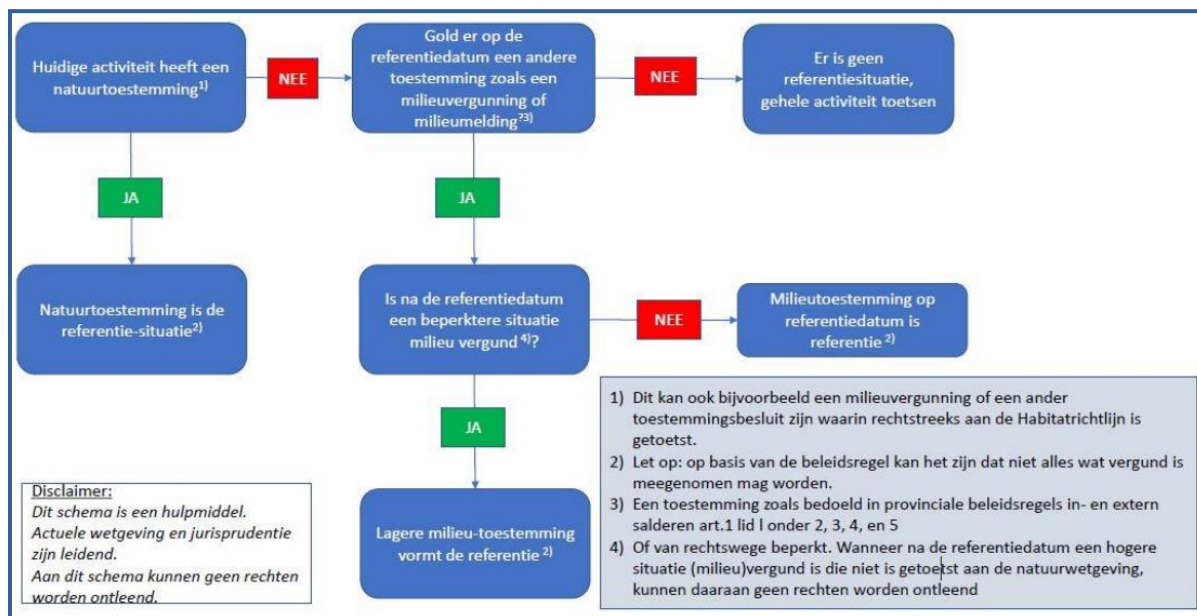 Huidige activiteit heeft een
natuurtoestemming1)
NEE
Gold er op de
referentiedatum een andere
toestemming zoals een
milieuvergunning of
milieumelding?3)
NEE
Er is geen
referentiesituatie,
gehele activiteit toetsen
JA
JA
Natuurtoestemming is de
referentie-situatie2)
Is na de referentiedatum
een beperktere situatie
milieu vergund 4)?
NEE
Milieutoestemming op
referentiedatum is
referentie 2)
JA
Lagere milieu-toestemming
vormt de referentie 2)
Disclaimer:
Dit schema is een hulpmiddel.
Actuele wetgeving en jurisprudentie
zijn leidend.
Aan dit schema kunnen geen rechten
worden ontleend.
1) Dit kan ook bijvoorbeeld een milieuvergunning of een ander
toestemmingsbesluit zijn waarin rechtstreeks aan de Habitatrichtlijn is
getoetst.
2) Let op: op basis van de beleidsregel kan het zijn dat niet alles wat vergund is
meegenomen mag worden.
3) Een toestemming zoals bedoeld in provinciale beleidsregels in- en extern
salderen art.1 lid l onder 2, 3, 4, en 5
4) Of van rechtswege beperkt. Wanneer na de referentiedatum een hogere
situatie (milieu)vergund is die niet is getoetst aan de natuurwetgeving,
kunnen daaraan geen rechten worden ontleend